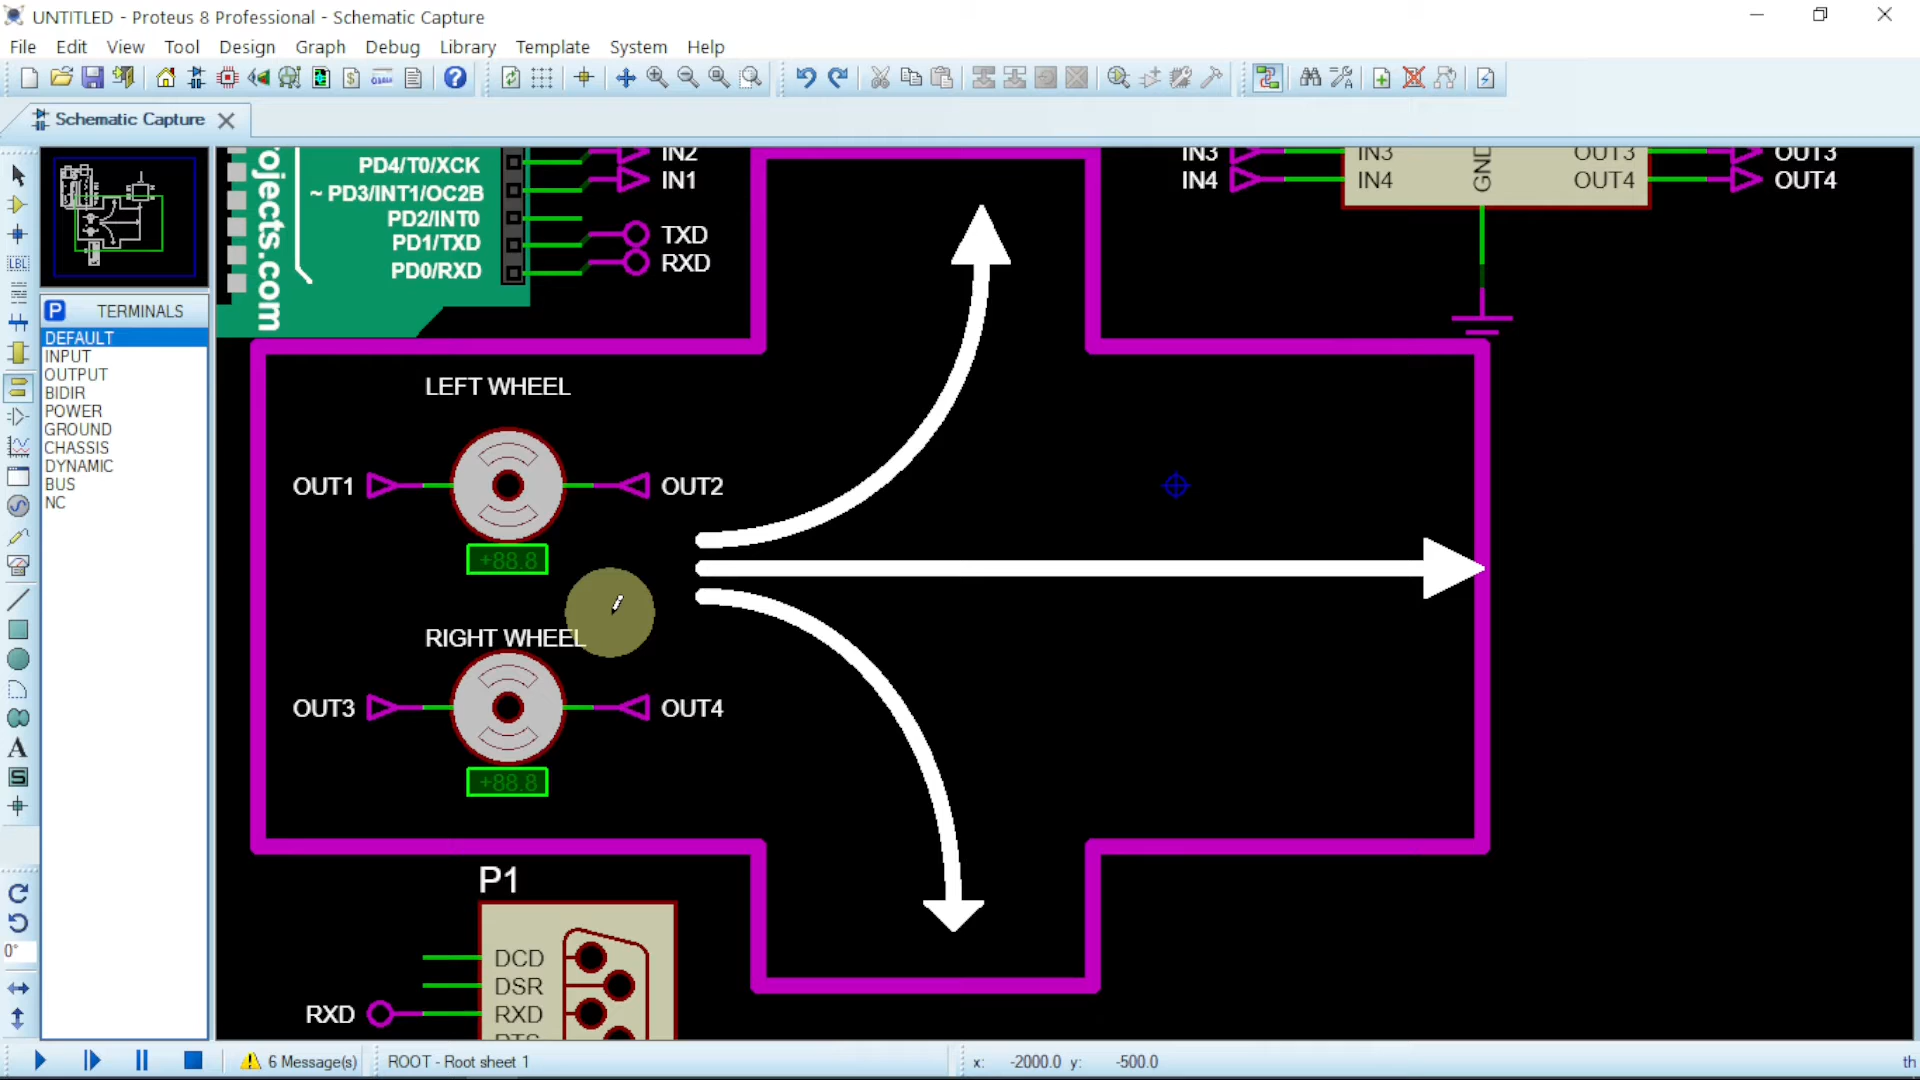 UNTITLED - Proteus 8 Professional - Schematic Capture
File Edit View Tool Design Graph Debug Library Template System Help
Schematic Capture
P TERMINALS
DEFAULT
INPUT
OUTPUT
BIDIR
POWER
GROUND
CHASSIS
DYNAMIC
BUS
NC
LBL
A
S
0°
ojects.com
PD4/T0/XCK
~ PD3/INT1/OC2B
PD2/INT0
PD1/TXD
PD0/RXD
IN2
IN1
TXD
RXD
IN3 IN3 OUT3 OUT3
IN4 IN4 GND OUT4 OUT4
LEFT WHEEL
OUT1 OUT2
+88.8
RIGHT WHEEL
OUT3 OUT4
+88.8
P1
DCD
DSR
RXD RXD
6 Message(s) ROOT - Root sheet 1 x: -2000.0 y: -500.0 th